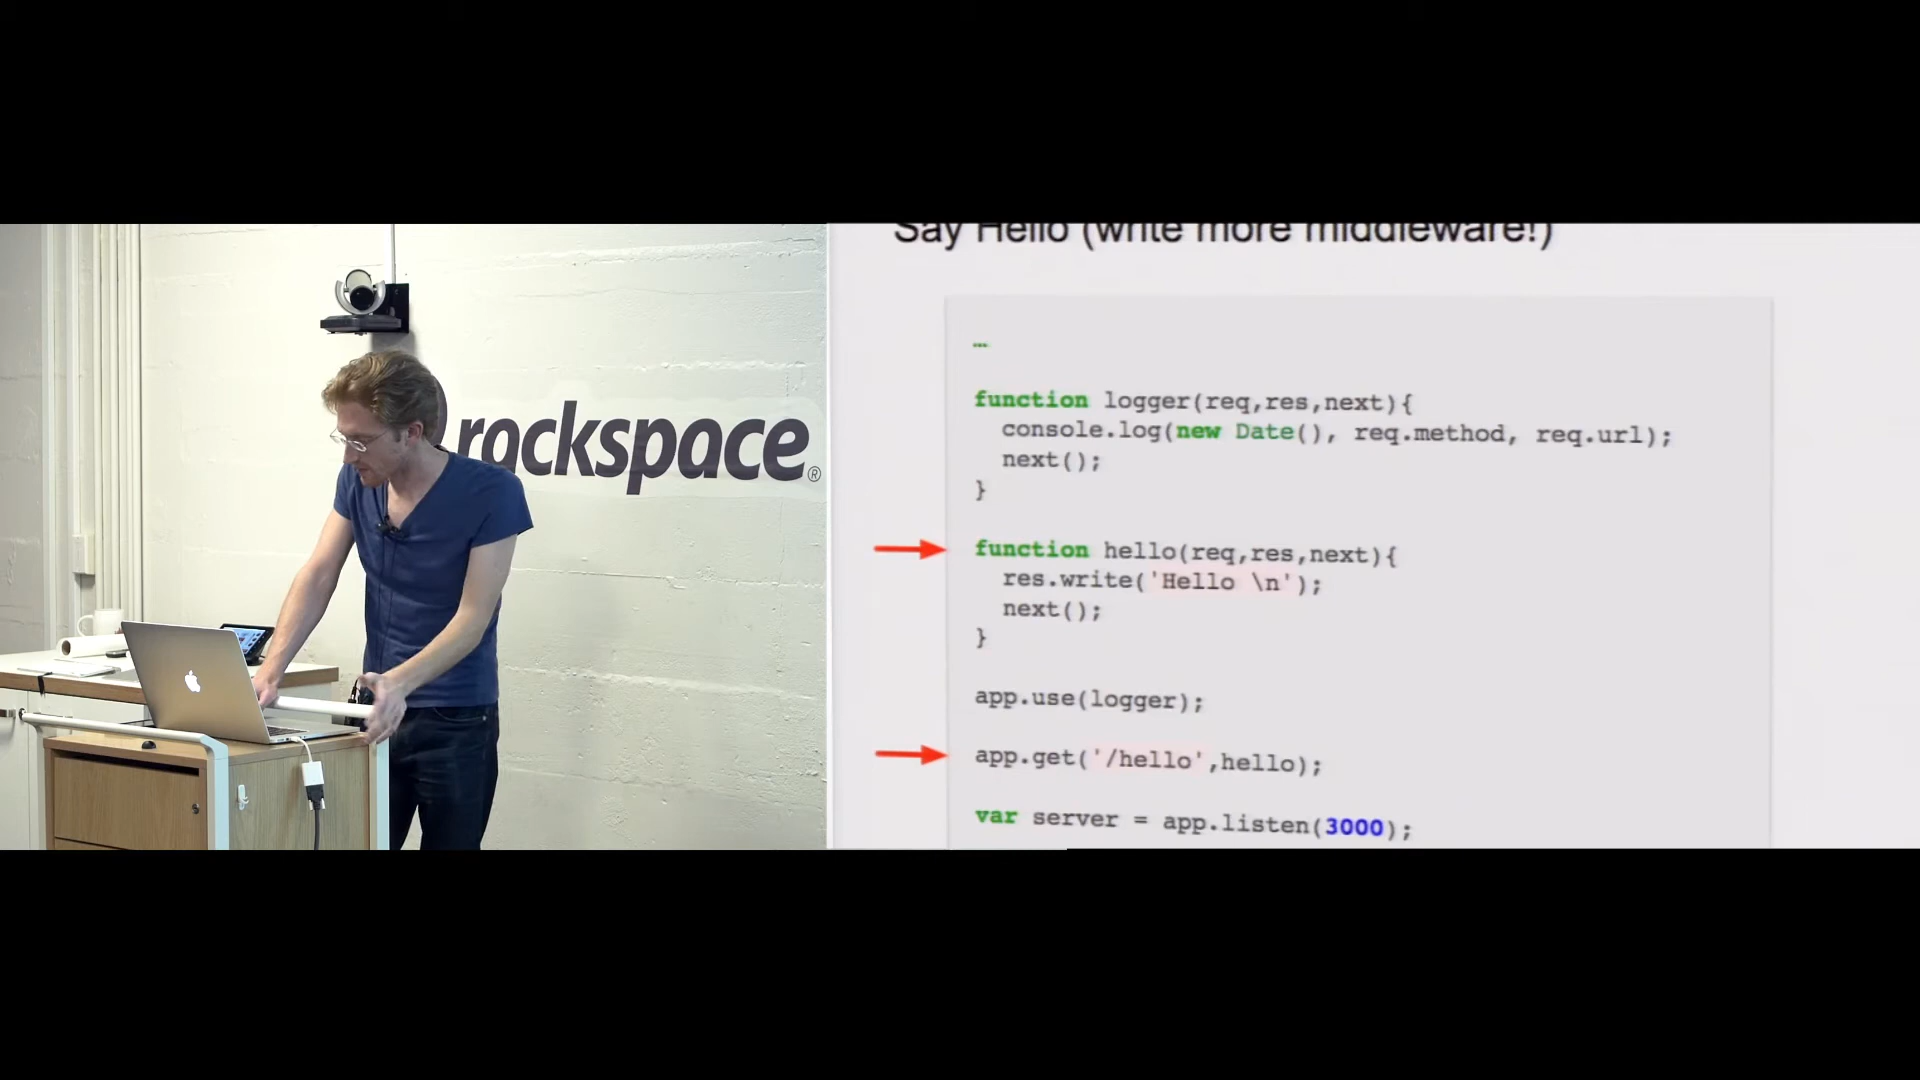 Say Hello (write more middleware!)
rackspace®
…
function logger(req,res,next){
console.log(new Date(), req.method, req.url);
next();
}
function hello(req,res,next){
res.write('Hello \n');
next();
}
app.use(logger);
app.get('/hello',hello);
var server = app.listen(3000);